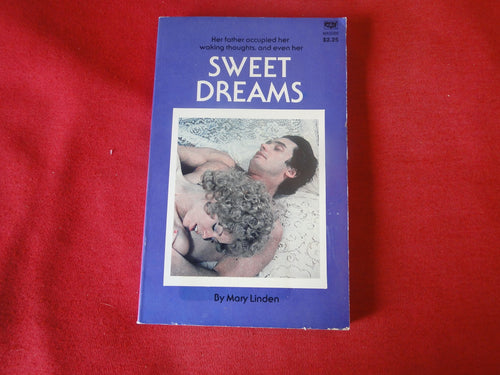 Her father occupied her
waking thoughts, and even her
SWEET
DREAMS
$2.25
By Mary Linden